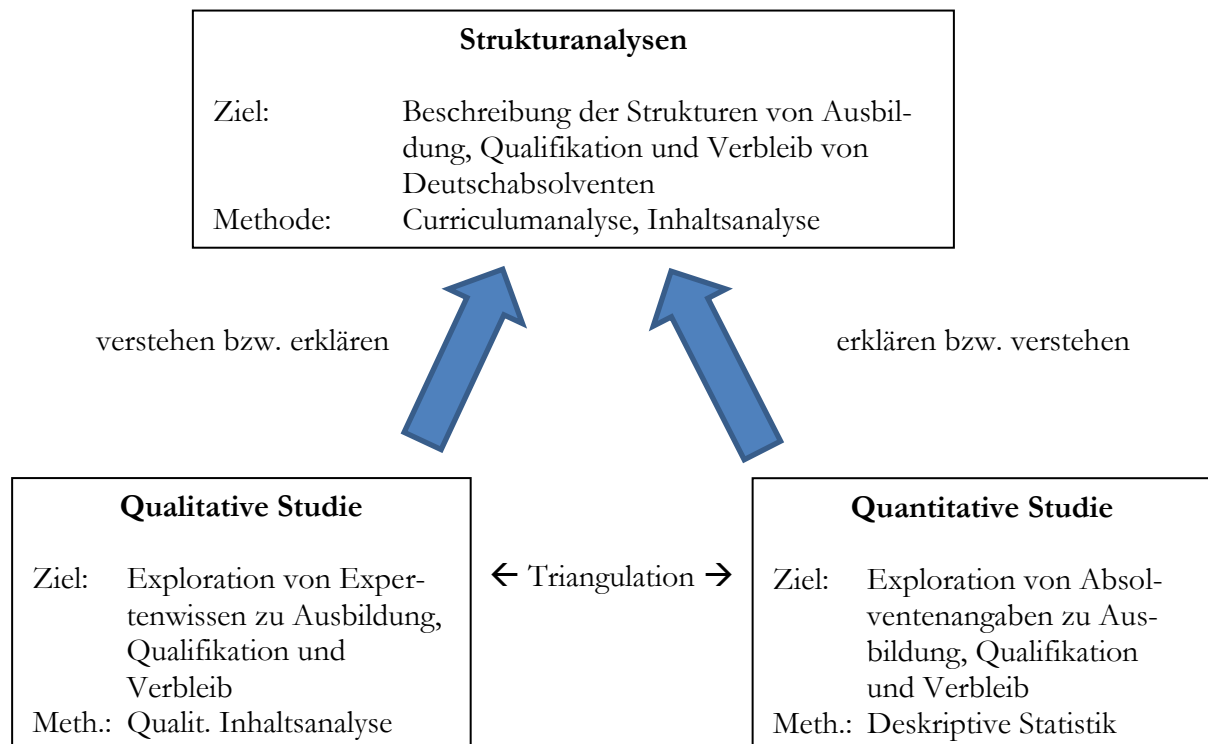 Strukturanalysen
Ziel: Beschreibung der Strukturen von Ausbil-
dung, Qualifikation und Verbleib von
Deutschabsolventen
Methode: Curriculumanalyse, Inhaltsanalyse
verstehen bzw. erklären
erklären bzw. verstehen
Qualitative Studie
Ziel: Exploration von Exper-
tenwissen zu Ausbildung,
Qualifikation und
Verbleib
Meth.: Qualit. Inhaltsanalyse
← Triangulation →
Quantitative Studie
Ziel: Exploration von Absol-
ventenangaben zu Aus-
bildung, Qualifikation
und Verbleib
Meth.: Deskriptive Statistik